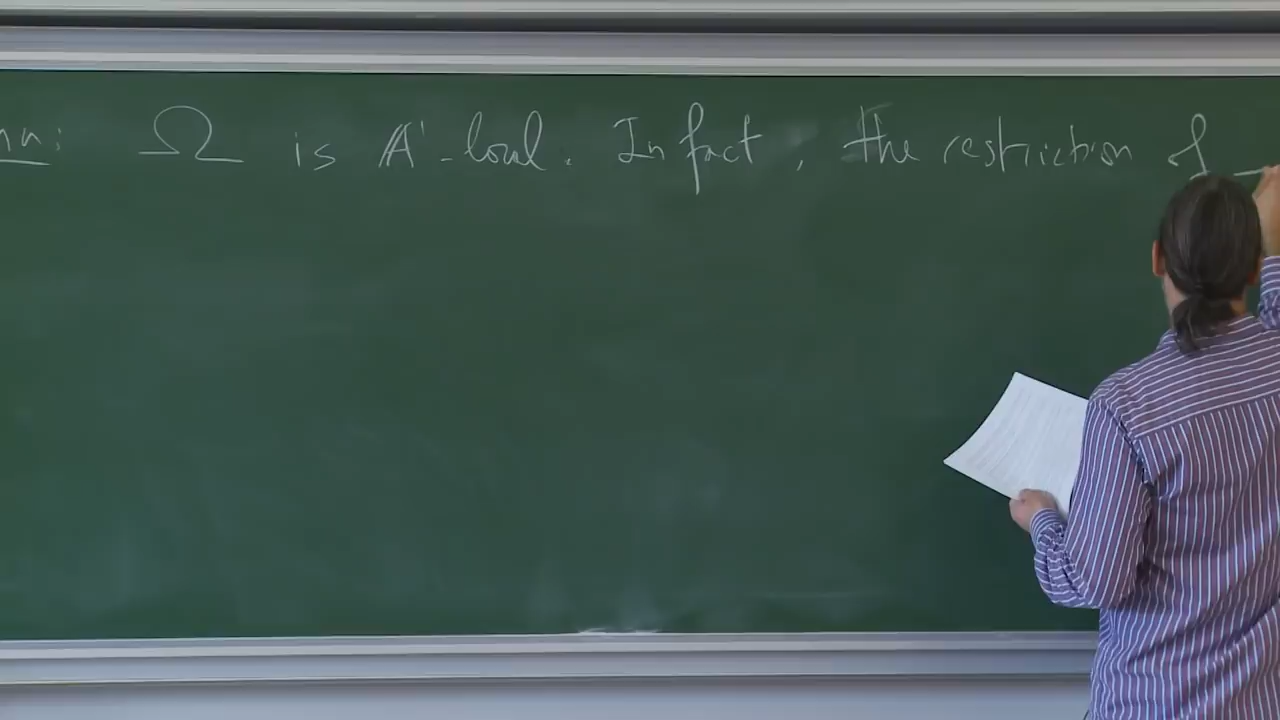 Ω is A¹-local. In fact, the restriction of